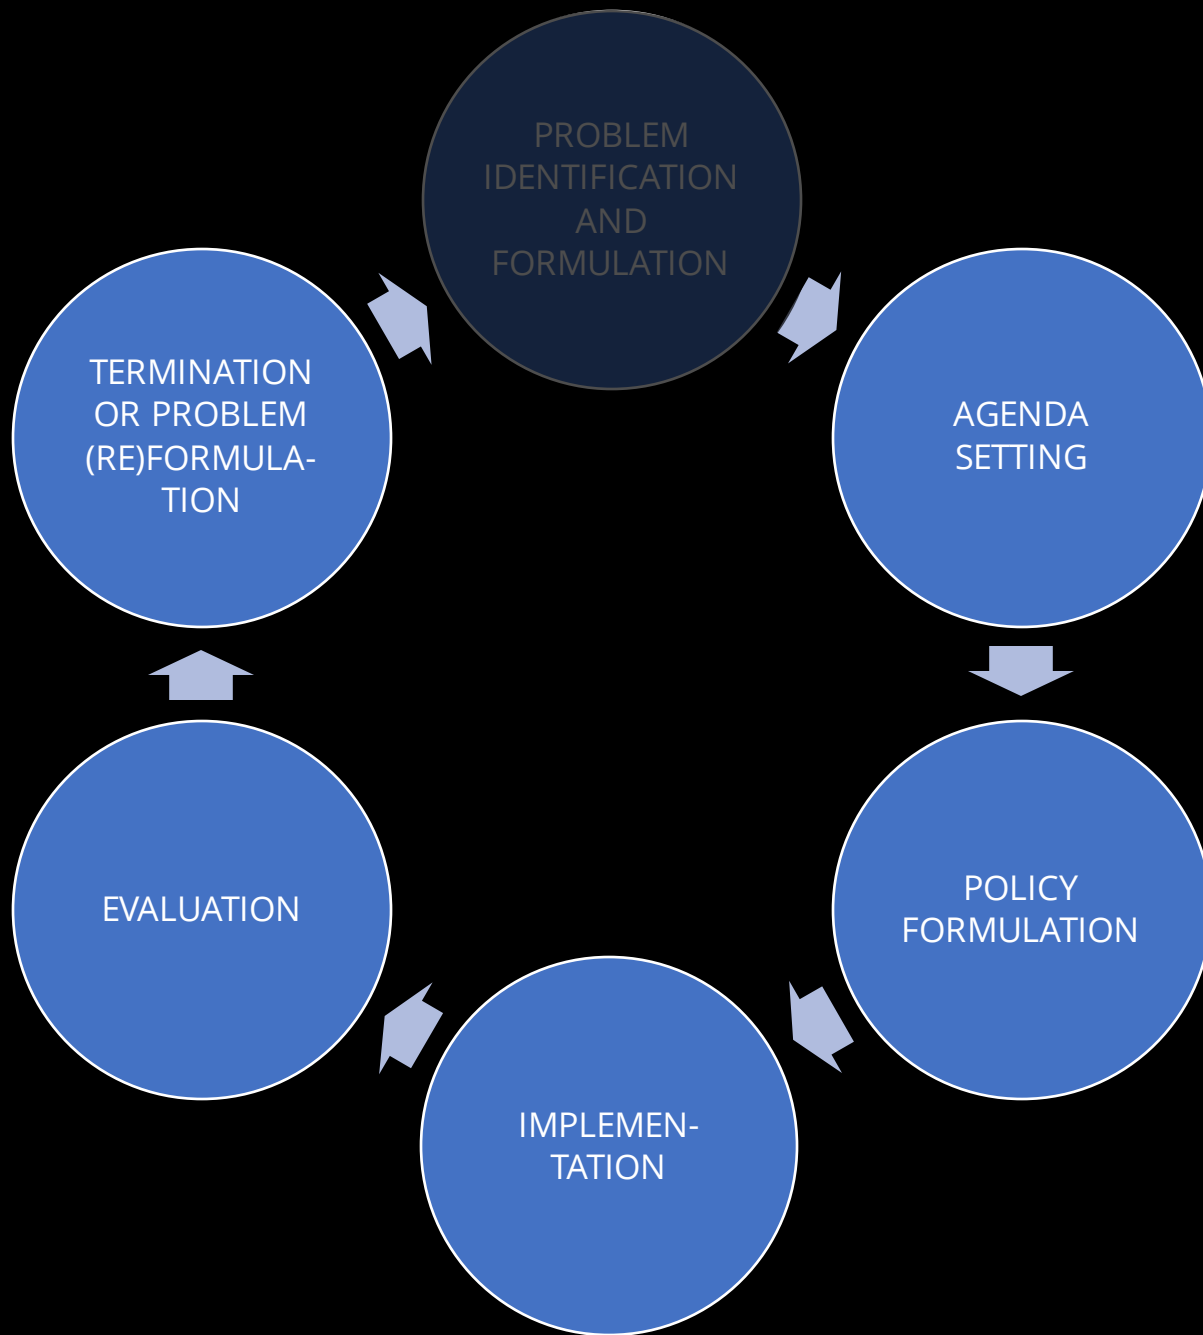 PROBLEM
IDENTIFICATION
AND
FORMULATION
AGENDA
SETTING
POLICY
FORMULATION
IMPLEMEN-
TATION
EVALUATION
TERMINATION
OR PROBLEM
(RE)FORMULA-
TION